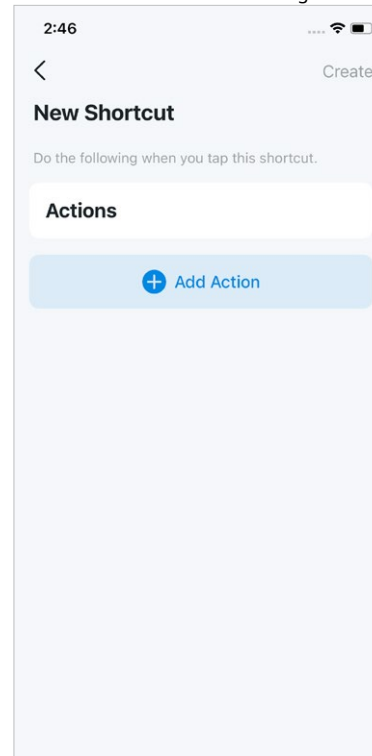 2:46
Create
New Shortcut
Do the following when you tap this shortcut.
Actions
Add Action